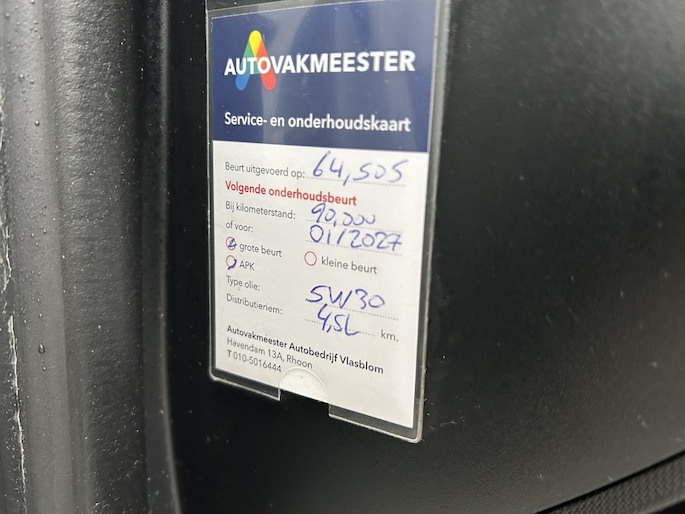 AUTOVAKMEESTER
Service- en onderhoudskaart
Beurt uitgevoerd op: 64,505
Volgende onderhoudsbeurt
Bij kilometerstand: 90,000
of voor: 01/2027
grote beurt kleine beurt
APK
Type olie: 5W30
Distributieriem: 4,5L km.
Autovakmeester Autobedrijf Vlasblom
Havendam 13A, Rhoon
T 010-5016444